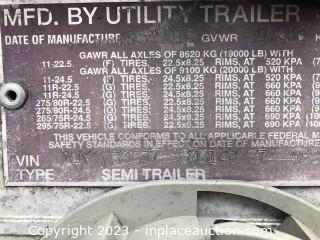 MFD. BY UTILITY TRAILER
DATE OF MANUFACTURE GVWR
GAWR ALL AXLES OF 8620 KG (19000 LB) WITH
11-22.5 (F) TIRES, 22.5x8.25 RIMS, AT 520 KPA
GAWR ALL AXLES OF 9100 KG (20000 LB) WITH
11-24.5 (F) TIRES, 24.5x8.25 RIMS, AT 520 KPA
11R-22.5 (G) TIRES, 22.5x8.25 RIMS, AT 660 KPA
11R-24.5 (G) TIRES, 24.5x8.25 RIMS, AT 660 KPA
275/80R-22.5 (G) TIRES, 22.5x8.25 RIMS, AT 660 KPA
275/80R-24.5 (G) TIRES, 24.5x8.25 RIMS, AT 660 KPA
265/75R-24.5 (G) TIRES, 24.5x8.25 RIMS, AT 690 KPA
295/75R-22.5 (G) TIRES, 22.5x8.25 RIMS, AT 690 KPA
THIS VEHICLE CONFORMS TO ALL APPLICABLE FEDERAL
SAFETY STANDARDS IN EFFECT ON DATE OF MANUFACTURE
VIN
TYPE SEMI TRAILER
Copyright 2023 - inplaceauction.com